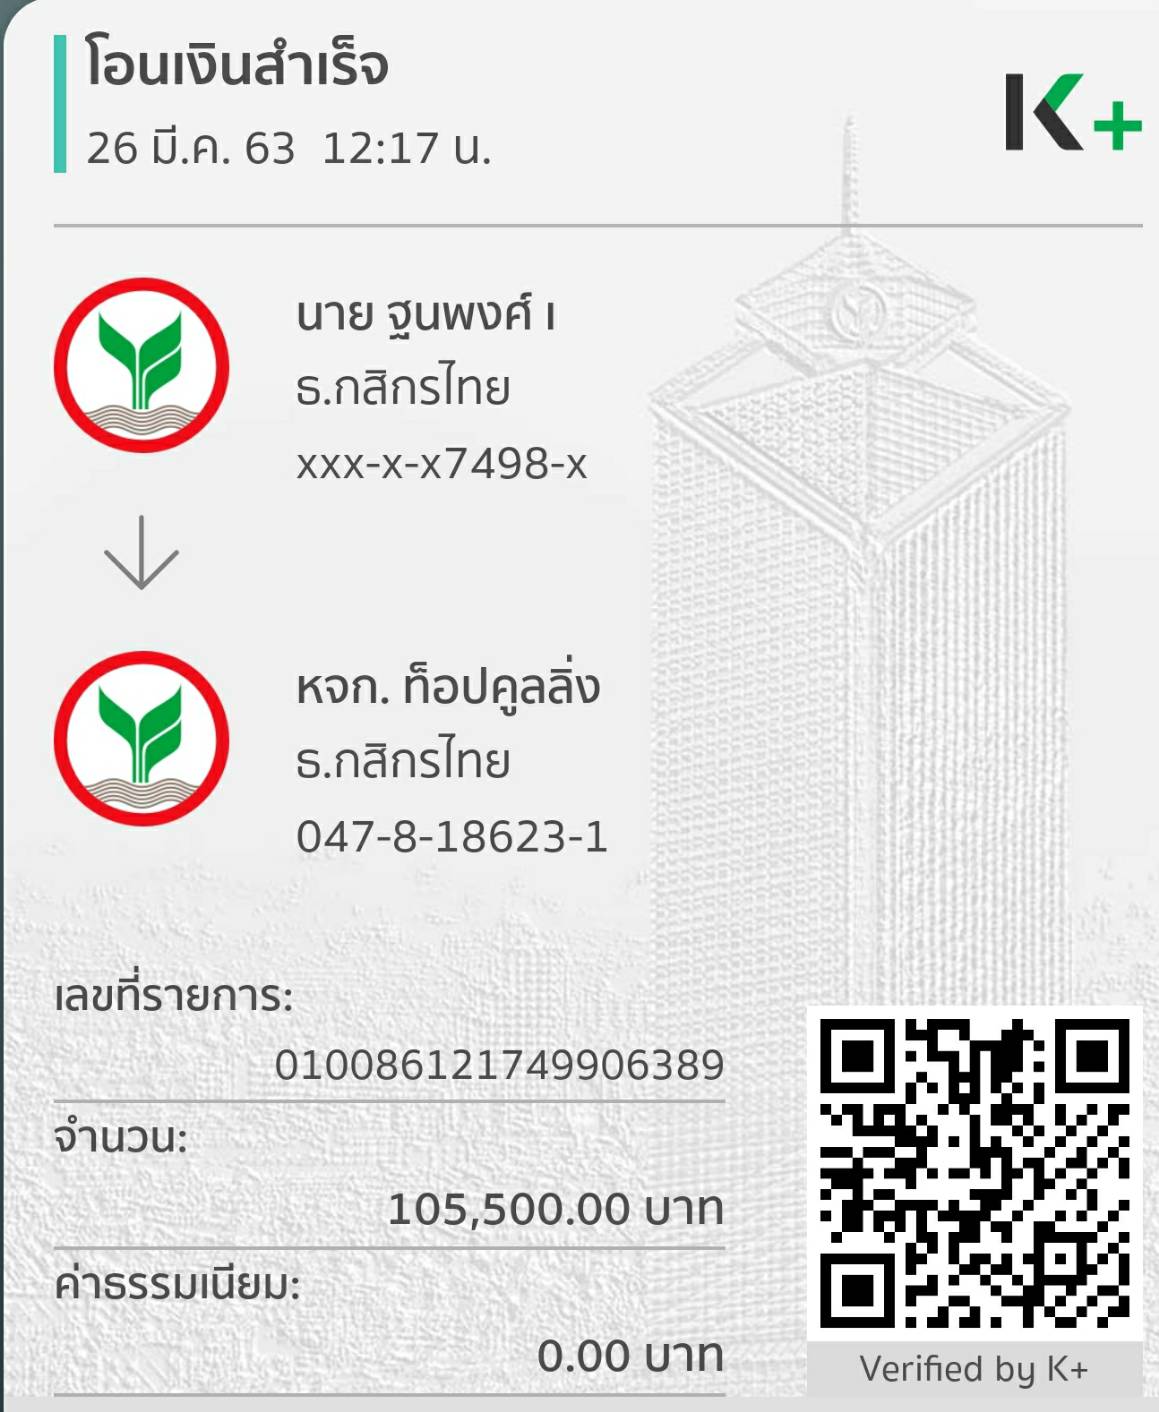 โอนเงินสำเร็จ
26 มี.ค. 63 12:17 น.
K+
นาย ฐนพงศ์ เ
ธ.กสิกรไทย
xxx-x-x7498-x
หจก. ท็อปคูลลิ่ง
ธ.กสิกรไทย
047-8-18623-1
เลขที่รายการ:
010086121749906389
จำนวน:
105,500.00 บาท
ค่าธรรมเนียม:
0.00 บาท
Verified by K+